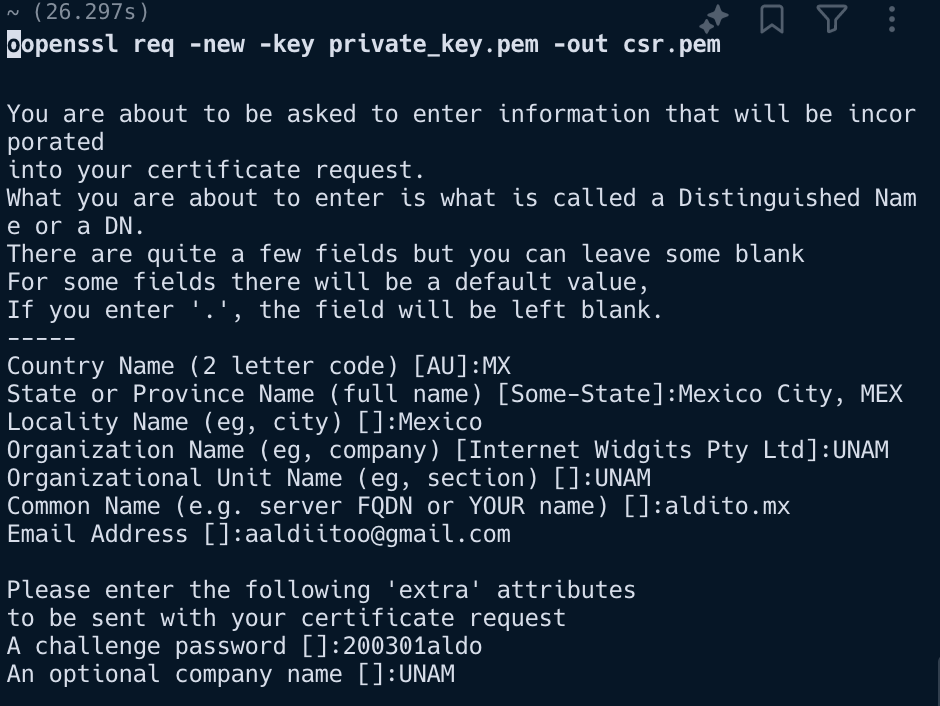 ~ (26.297s)
oopenssl req -new -key private_key.pem -out csr.pem
You are about to be asked to enter information that will be incor
porated
into your certificate request.
What you are about to enter is what is called a Distinguished Nam
e or a DN.
There are quite a few fields but you can leave some blank
For some fields there will be a default value,
If you enter '.', the field will be left blank.
-----
Country Name (2 letter code) [AU]:MX
State or Province Name (full name) [Some-State]:Mexico City, MEX
Locality Name (eg, city) []:Mexico
Organization Name (eg, company) [Internet Widgits Pty Ltd]:UNAM
Organizational Unit Name (eg, section) []:UNAM
Common Name (e.g. server FQDN or YOUR name) []:aldito.mx
Email Address []:aaldiitoo@gmail.com
Please enter the following 'extra' attributes
to be sent with your certificate request
A challenge password []:200301aldo
An optional company name []:UNAM